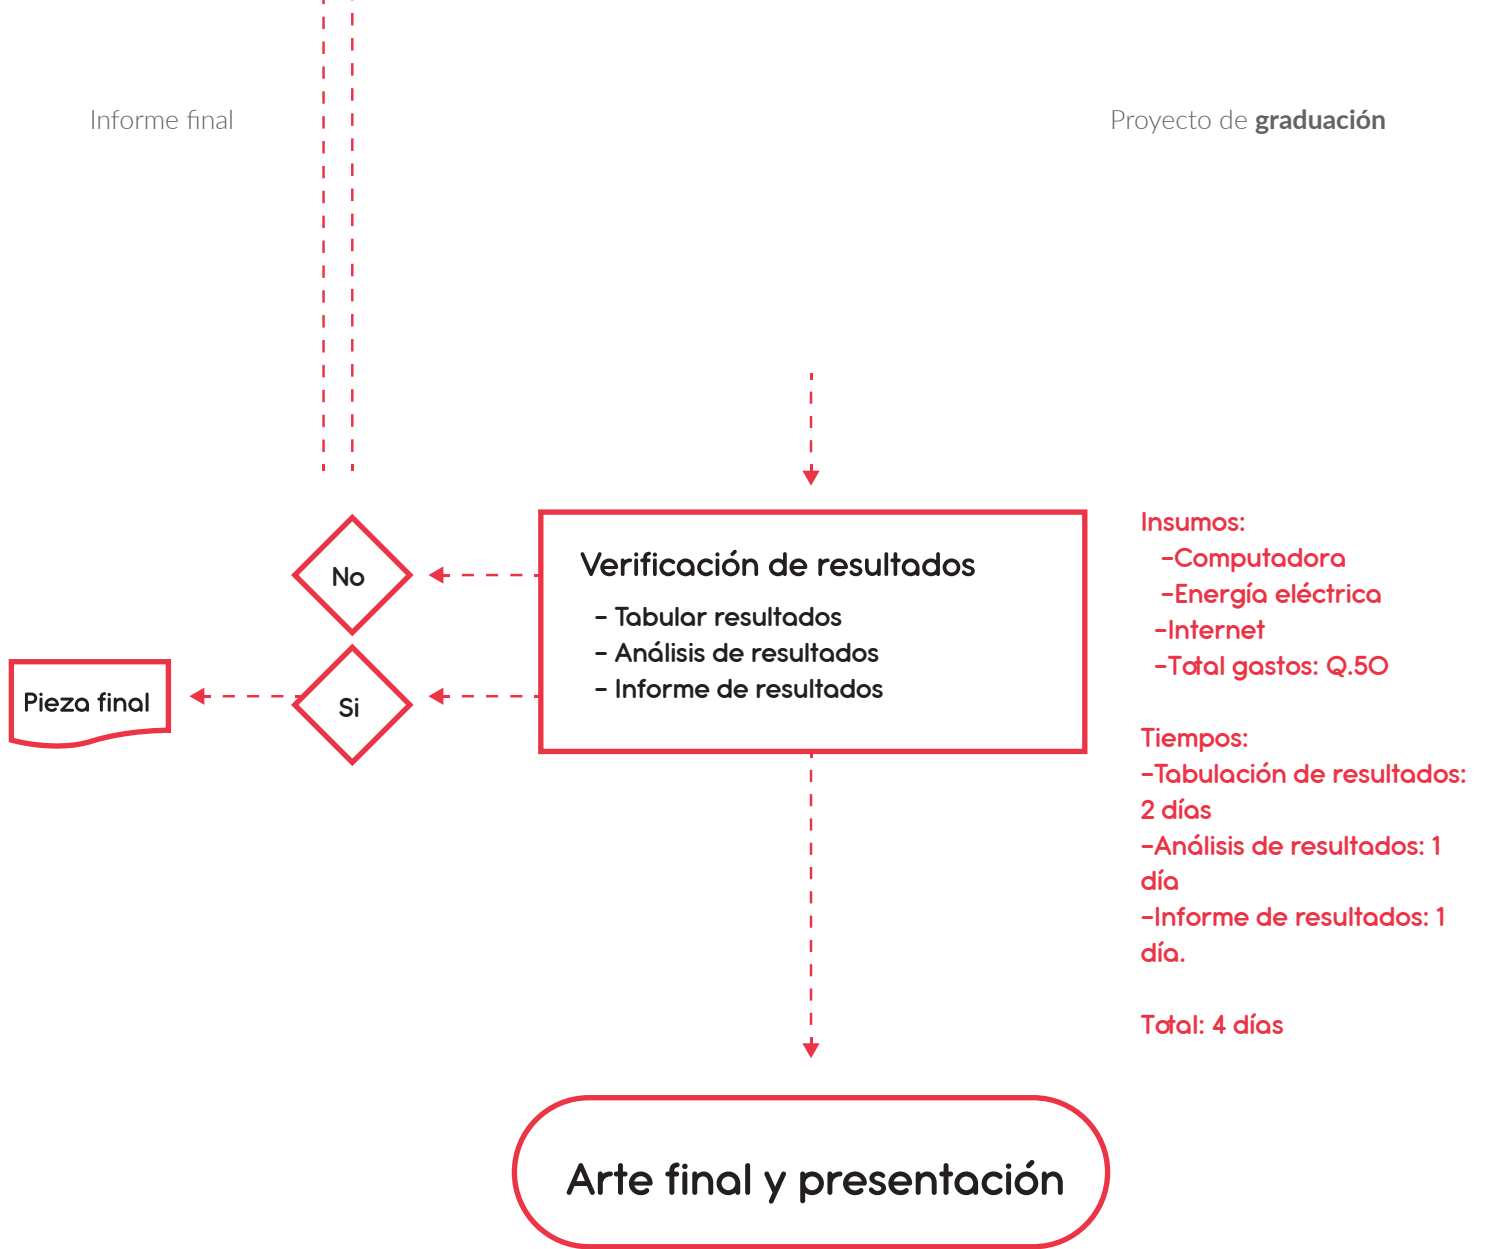 Informe final
Proyecto de graduación
No
Si
Pieza final
Verificación de resultados
- Tabular resultados
- Análisis de resultados
- Informe de resultados
Insumos:
-Computadora
-Energía eléctrica
-Internet
-Total gastos: Q.50
Tiempos:
-Tabulación de resultados:
2 días
-Análisis de resultados: 1
día
-Informe de resultados: 1
día.
Total: 4 días
Arte final y presentación